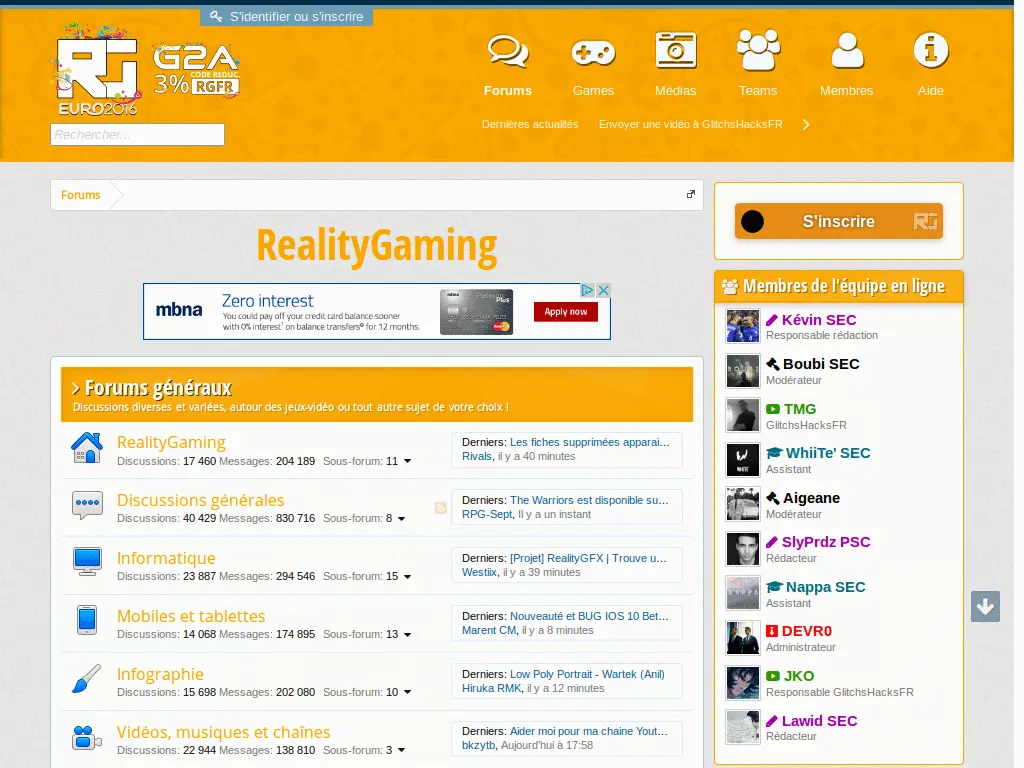 S'identifier ou s'inscrire
RG
EURO2016
G2A
CODE REDUC.
3% RGFR
Rechercher...
Forums
Games
Médias
Teams
Membres
Aide
Dernières actualités
Envoyer une vidéo à GlitchsHacksFR
Forums
RealityGaming
mbna
Zero interest
You could pay off your credit card balance sooner
with 0% interest† on balance transfers° for 12 months.
Apply now
Forums généraux
Discussions diverses et variées, autour des jeux-vidéo ou tout autre sujet de votre choix !
RealityGaming
Discussions: 17 460 Messages: 204 189 Sous-forum: 11
Derniers: Les fiches supprimées apparai...
Rivals, il y a 40 minutes
Discussions générales
Discussions: 40 429 Messages: 830 716 Sous-forum: 8
Derniers: The Warriors est disponible su...
RPG-Sept, Il y a un instant
Informatique
Discussions: 23 887 Messages: 294 546 Sous-forum: 15
Derniers: [Projet] RealityGFX | Trouve u...
Westiix, il y a 39 minutes
Mobiles et tablettes
Discussions: 14 068 Messages: 174 895 Sous-forum: 13
Derniers: Nouveauté et BUG IOS 10 Bet...
Marent CM, il y a 8 minutes
Infographie
Discussions: 15 698 Messages: 202 080 Sous-forum: 10
Derniers: Low Poly Portrait - Wartek (Anil)
Hiruka RMK, il y a 12 minutes
Vidéos, musiques et chaînes
Discussions: 22 944 Messages: 138 810 Sous-forum: 3
Derniers: Aider moi pour ma chaine Yout...
bkzytb, Aujourd'hui à 17:58
S'inscrire
Membres de l'équipe en ligne
Kévin SEC
Responsable rédaction
Boubi SEC
Modérateur
TMG
GlitchsHacksFR
WhiiTe' SEC
Assistant
Aigeane
Modérateur
SlyPrdz PSC
Rédacteur
Nappa SEC
Assistant
DEVR0
Administrateur
JKO
Responsable GlitchsHacksFR
Lawid SEC
Rédacteur